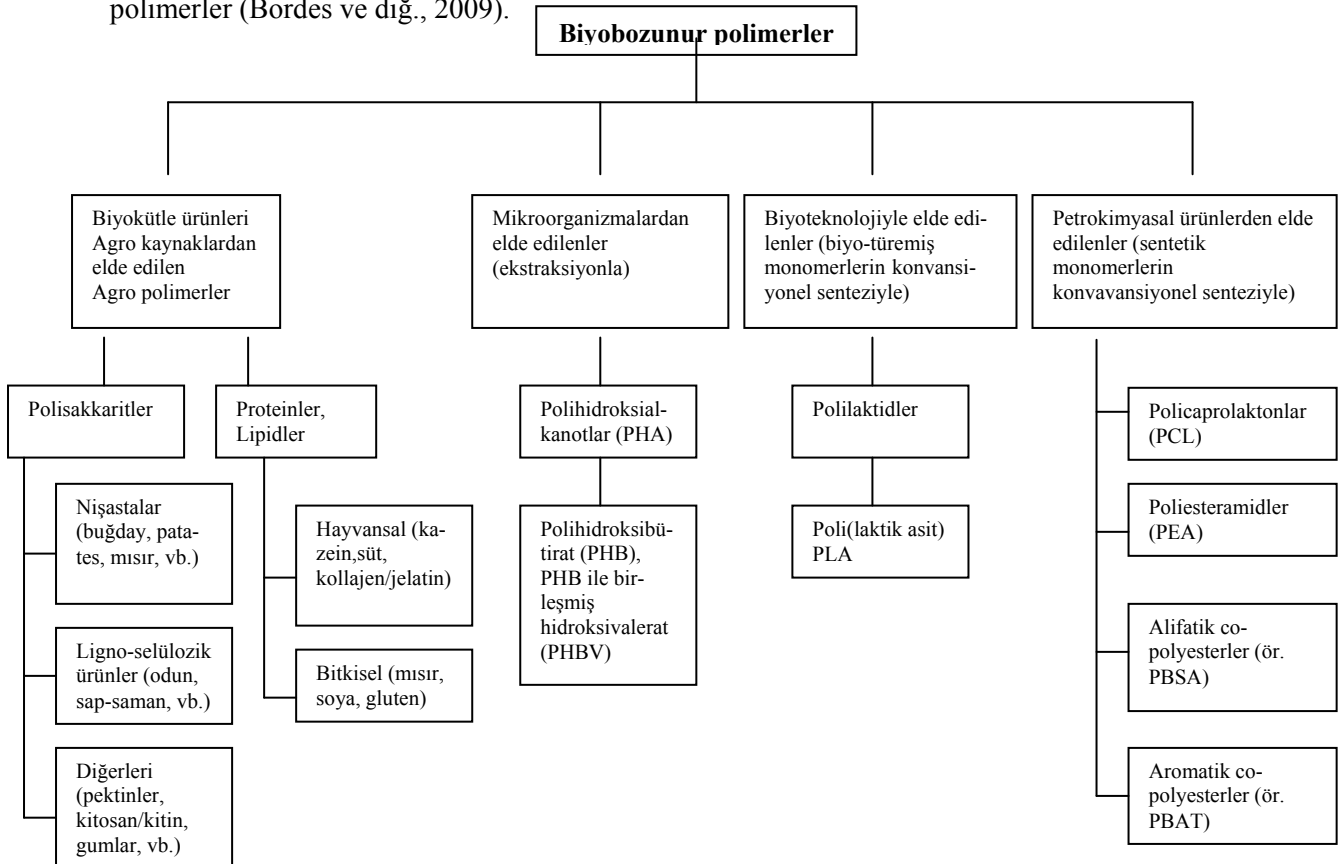 polimerler (Bordes ve diğ., 2009).
Biyobozunur polimerler
Biyokütle ürünleri
Agro kaynaklardan
elde edilen
Agro polimerler
Mikroorganizmalardan
elde edilenler
(ekstraksiyonla)
Biyoteknolojiyle elde edi-
lenler (biyo-türemiş
monomerlerin konvansi-
yonel senteziyle)
Petrokimyasal ürünlerden elde
edilenler (sentetik
monomerlerin
konvavansiyonel senteziyle)
Polisakkaritler
Proteinler,
Lipidler
Polihidroksial-
kanotlar (PHA)
Polilaktidler
Policaprolaktonlar
(PCL)
Nişastalar
(buğday, pata-
tes, mısır, vb.)
Hayvansal (ka-
zein,süt,
kollajen/jelatin)
Polihidroksibü-
tirat (PHB),
PHB ile bir-
leşmiş
hidroksivalerat
(PHBV)
Poli(laktik asit)
PLA
Poliesteramidler
(PEA)
Ligno-selülozik
ürünler (odun,
sap-saman, vb.)
Bitkisel (mısır,
soya, gluten)
Alifatik co-
polyesterler (ör.
PBSA)
Diğerleri
(pektinler,
kitosan/kitin,
gumlar, vb.)
Aromatik co-
polyesterler (ör.
PBAT)